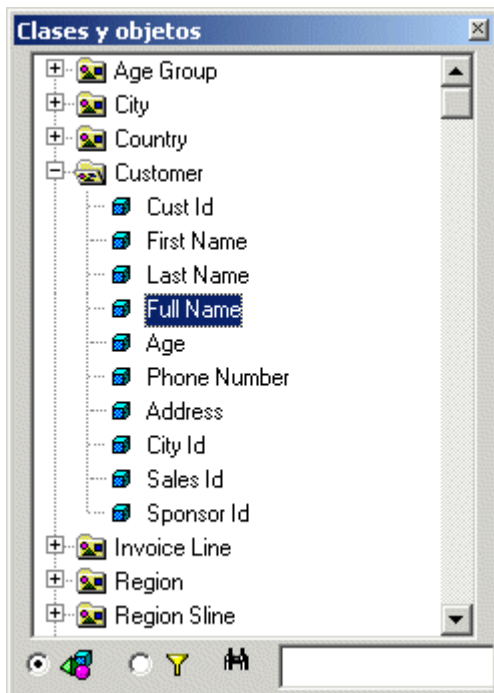 Clases y objetos
Age Group
City
Country
Customer
Cust Id
First Name
Last Name
Full Name
Age
Phone Number
Address
City Id
Sales Id
Sponsor Id
Invoice Line
Region
Region Sline